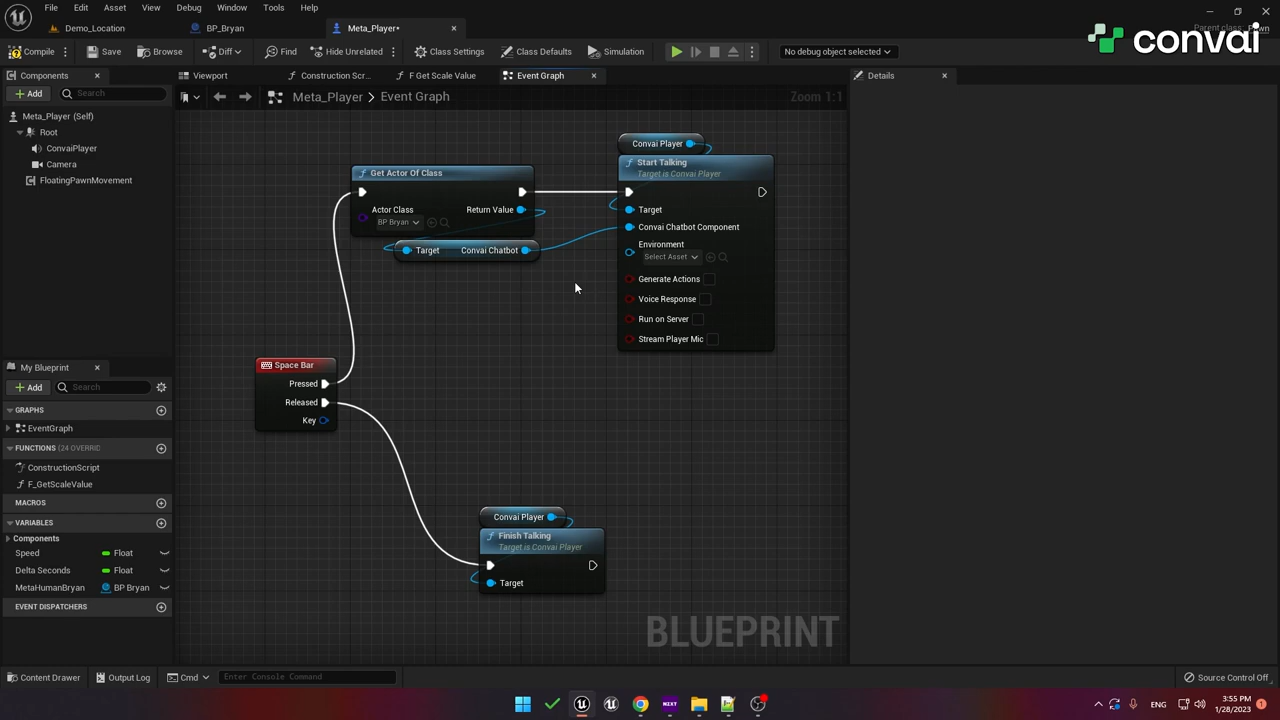 File Edit Asset View Debug Window Tools Help
Demo_Location
BP_Bryan
Meta_Player*
convai
Compile
Save
Browse
Diff
Find
Hide Unrelated
Class Settings
Class Defaults
Simulation
No debug object selected
Components
Viewport
Construction Scr...
F Get Scale Value
Event Graph
Details
Add
Search
Meta_Player > Event Graph
Zoom 1:1
Meta_Player (Self)
Root
ConvaiPlayer
Camera
FloatingPawnMovement
Convai Player
Start Talking
Target is Convai Player
Target
Convai Chatbot Component
Environment
Select Asset
Generate Actions
Voice Response
Run on Server
Stream Player Mic
Get Actor Of Class
Actor Class
BP Bryan
Return Value
Target Convai Chatbot
Space Bar
Pressed
Released
Key
Convai Player
Finish Talking
Target is Convai Player
Target
BLUEPRINT
My Blueprint
Add
Search
GRAPHS
EventGraph
FUNCTIONS (24 OVERRID
ConstructionScript
F_GetScaleValue
MACROS
VARIABLES
Components
Speed Float
Delta Seconds Float
MetaHumanBryan BP Bryan
EVENT DISPATCHERS
Content Drawer
Output Log
Cmd
Enter Console Command
Source Control Off
NEXT
ENG
3:55 PM
1/28/2023
1